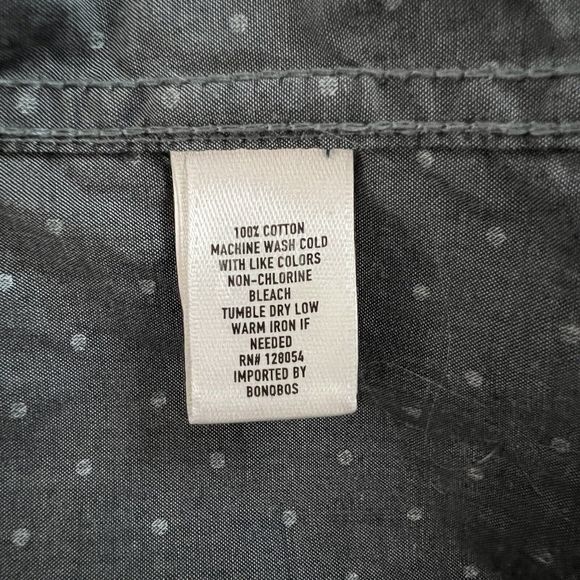 100% COTTON
MACHINE WASH COLD
WITH LIKE COLORS
NON-CHLORINE
BLEACH
TUMBLE DRY LOW
WARM IRON IF
NEEDED
RN# 128054
IMPORTED BY
BONOBOS